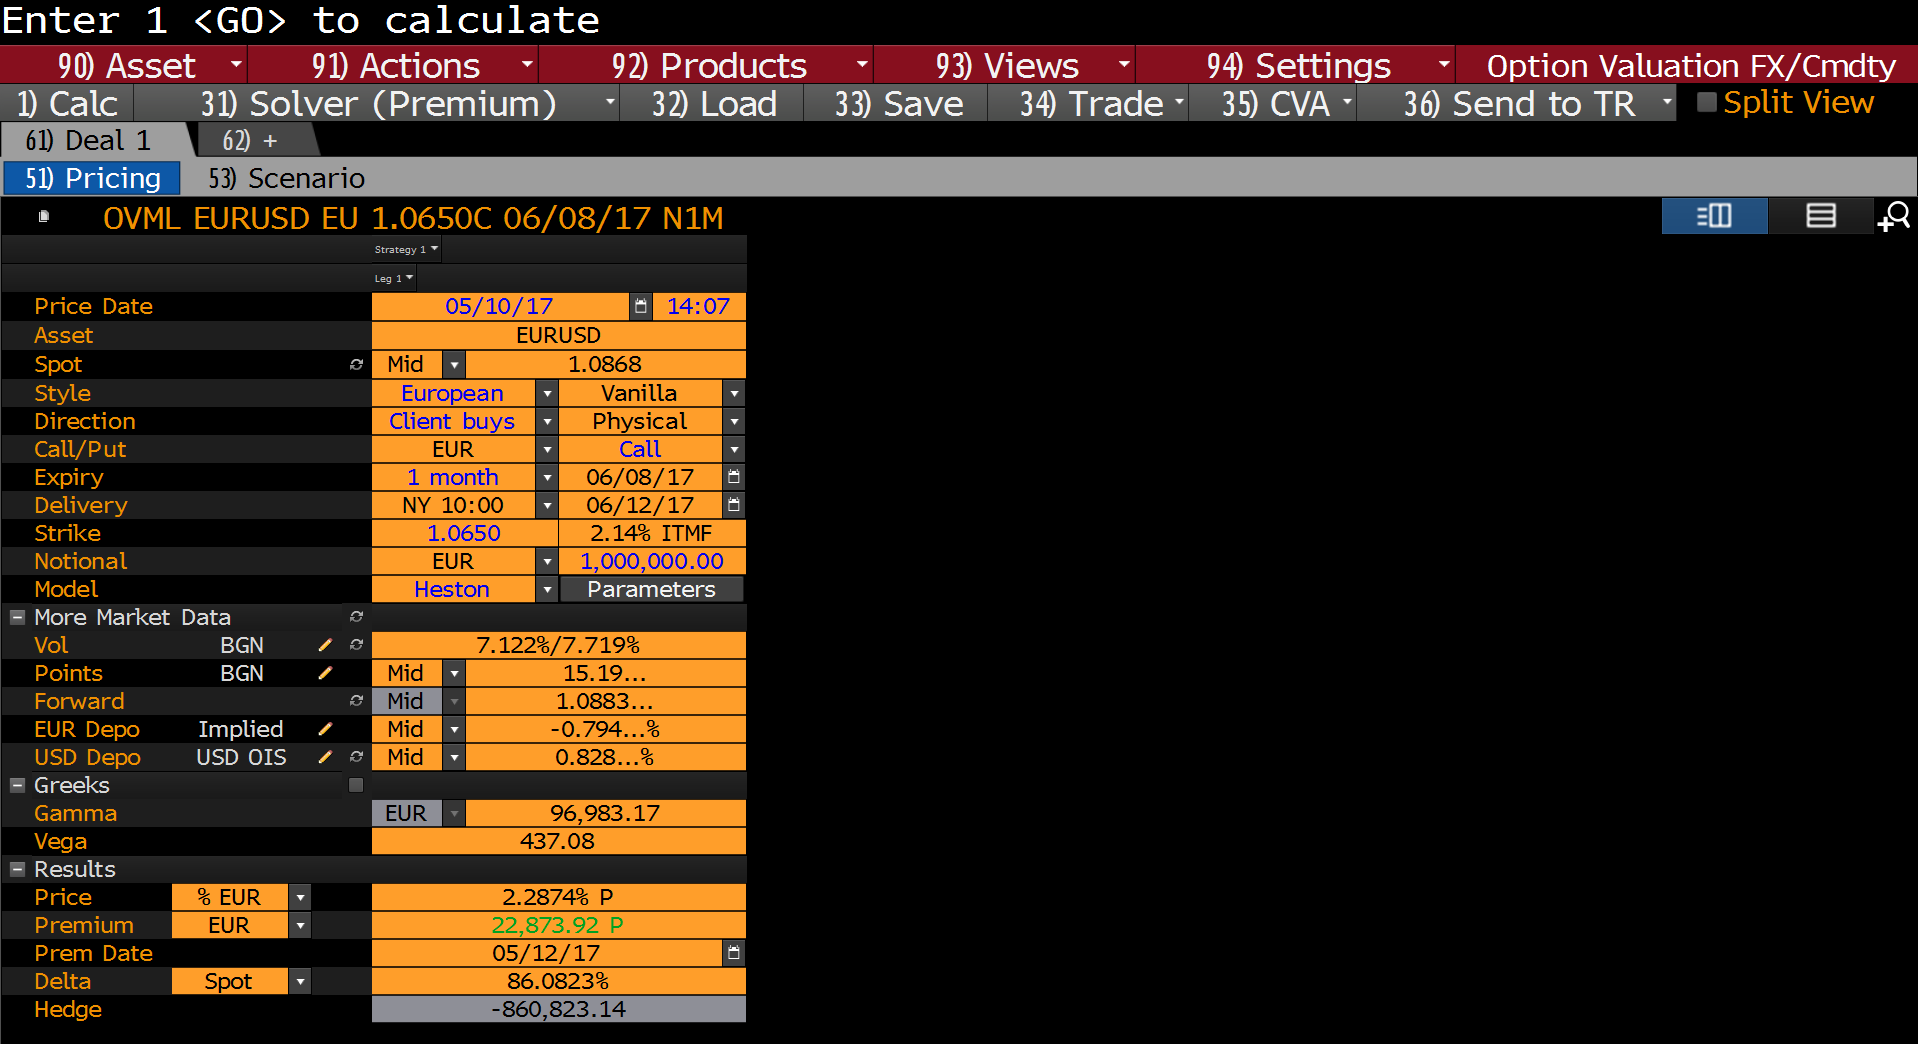 Enter 1 <GO> to calculate
90) Asset 91) Actions 92) Products 93) Views 94) Settings Option Valuation FX/Cmdty
1) Calc 31) Solver (Premium) 32) Load 33) Save 34) Trade 35) CVA 36) Send to TR Split View
61) Deal 1 62) +
51) Pricing 53) Scenario
OVML EURUSD EU 1.0650C 06/08/17 N1M
Strategy 1
Leg 1
Price Date 05/10/17 14:07
Asset EURUSD
Spot Mid 1.0868
Style European Vanilla
Direction Client buys Physical
Call/Put EUR Call
Expiry 1 month 06/08/17
Delivery NY 10:00 06/12/17
Strike 1.0650 2.14% ITMF
Notional EUR 1,000,000.00
Model Heston Parameters
More Market Data
Vol BGN 7.122%/7.719%
Points BGN Mid 15.19...
Forward Mid 1.0883...
EUR Depo Implied Mid -0.794...%
USD Depo USD OIS Mid 0.828...%
Greeks
Gamma EUR 96,983.17
Vega 437.08
Results
Price % EUR 2.2874% P
Premium EUR 22,873.92 P
Prem Date 05/12/17
Delta Spot 86.0823%
Hedge -860,823.14